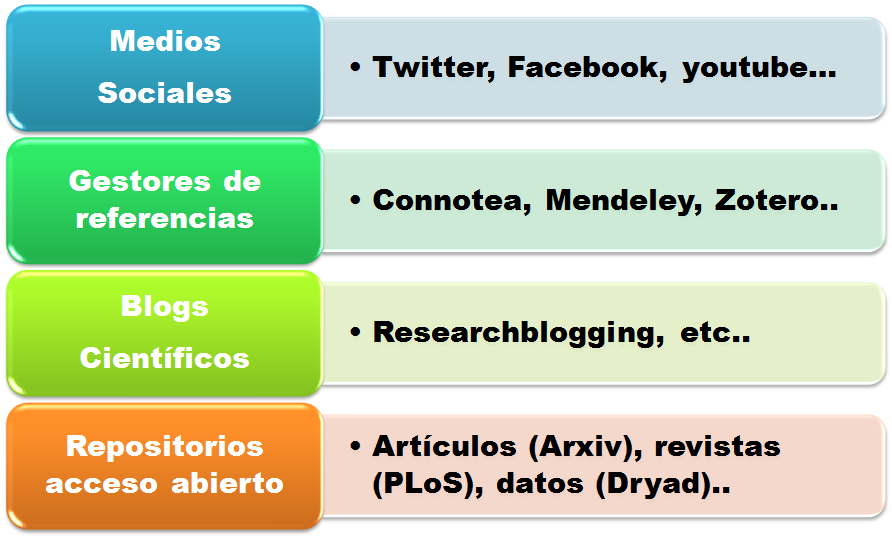 Medios
Sociales
• Twitter, Facebook, youtube...
Gestores de
referencias
• Connotea, Mendeley, Zotero..
Blogs
Científicos
• Researchblogging, etc..
Repositorios
acceso abierto
• Artículos (Arxiv), revistas
(PLoS), datos (Dryad)..